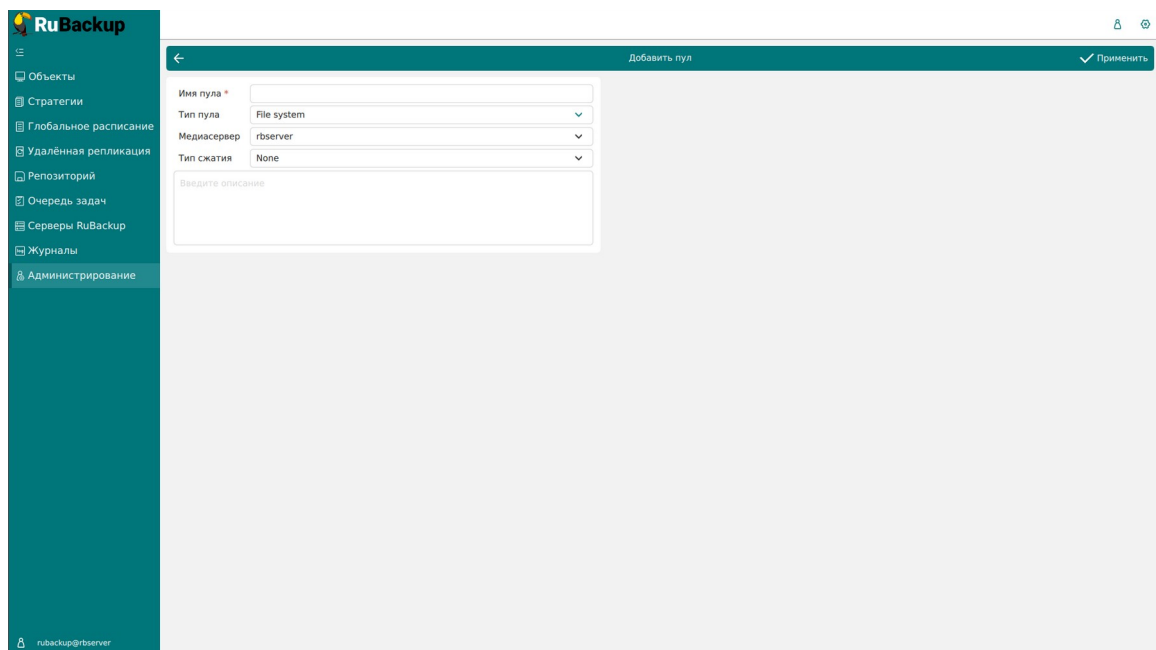 RuBackup
Объекты
Стратегии
Глобальное расписание
Удалённая репликация
Репозиторий
Очередь задач
Серверы RuBackup
Журналы
Администрирование
rubackup@rbserver
Добавить пул
Применить
Имя пула *
Тип пула File system
Медиасервер rbserver
Тип сжатия None
Введите описание